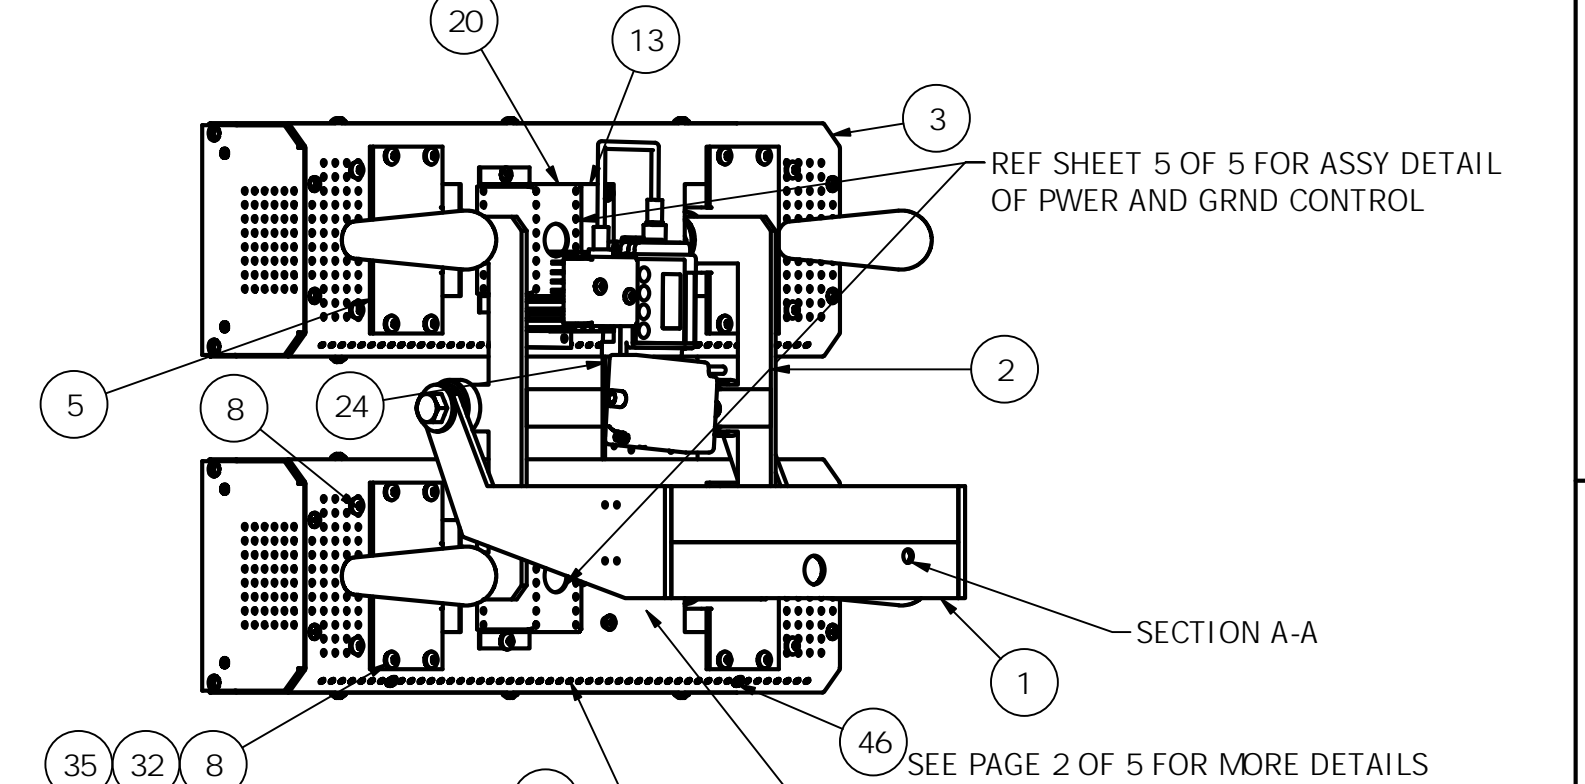 20
13
3
REF SHEET 5 OF 5 FOR ASSY DETAIL
OF PWER AND GRND CONTROL
2
5
8
24
SECTION A-A
1
46
SEE PAGE 2 OF 5 FOR MORE DETAILS
35 32 8